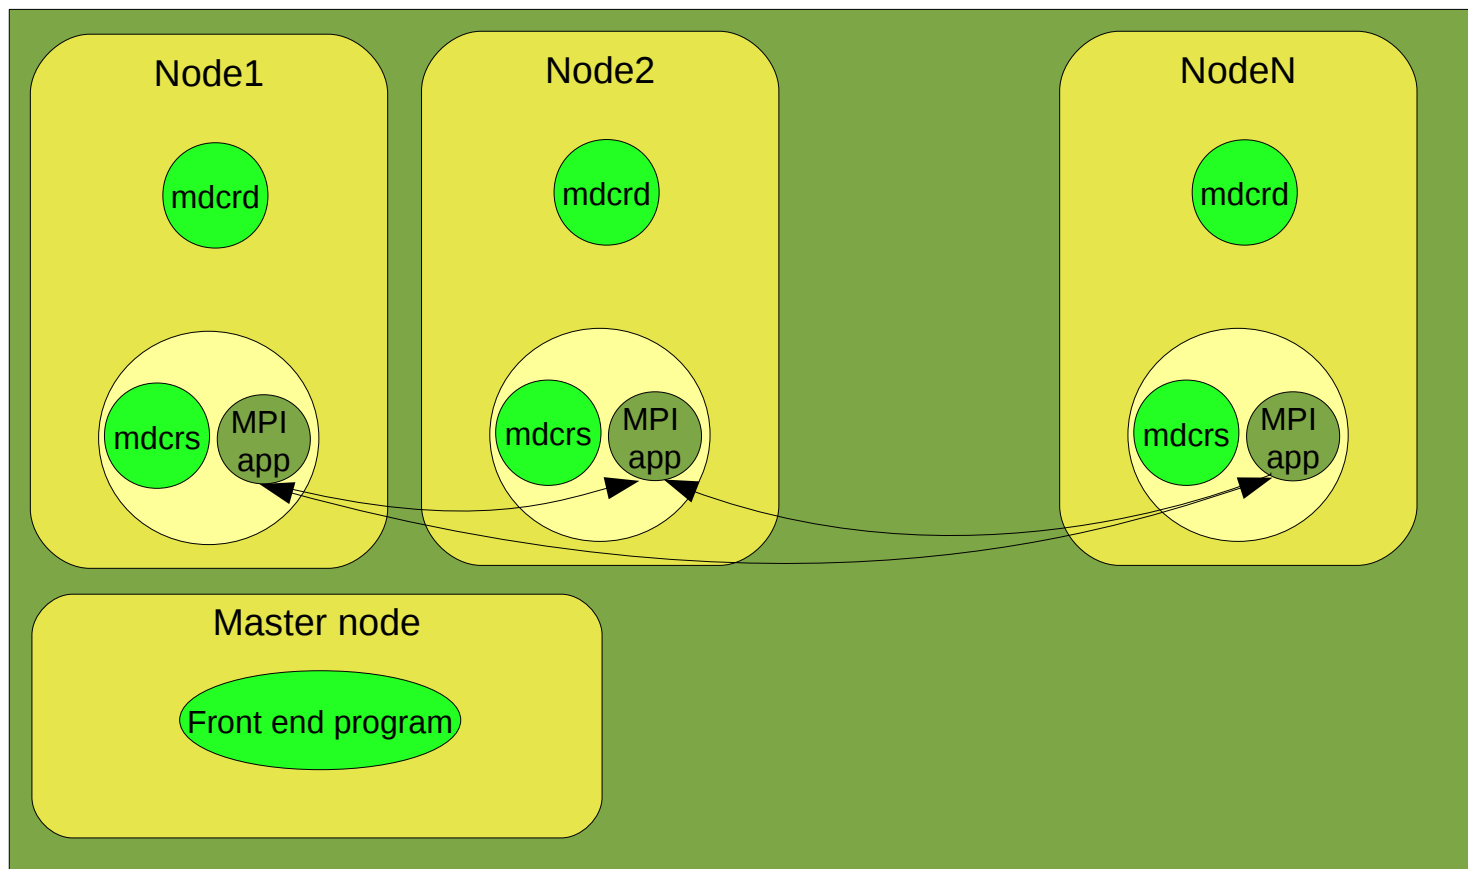 Node1
mdcrd
mdcrs
MPI
app
Node2
mdcrd
mdcrs
MPI
app
NodeN
mdcrd
mdcrs
MPI
app
Master node
Front end program